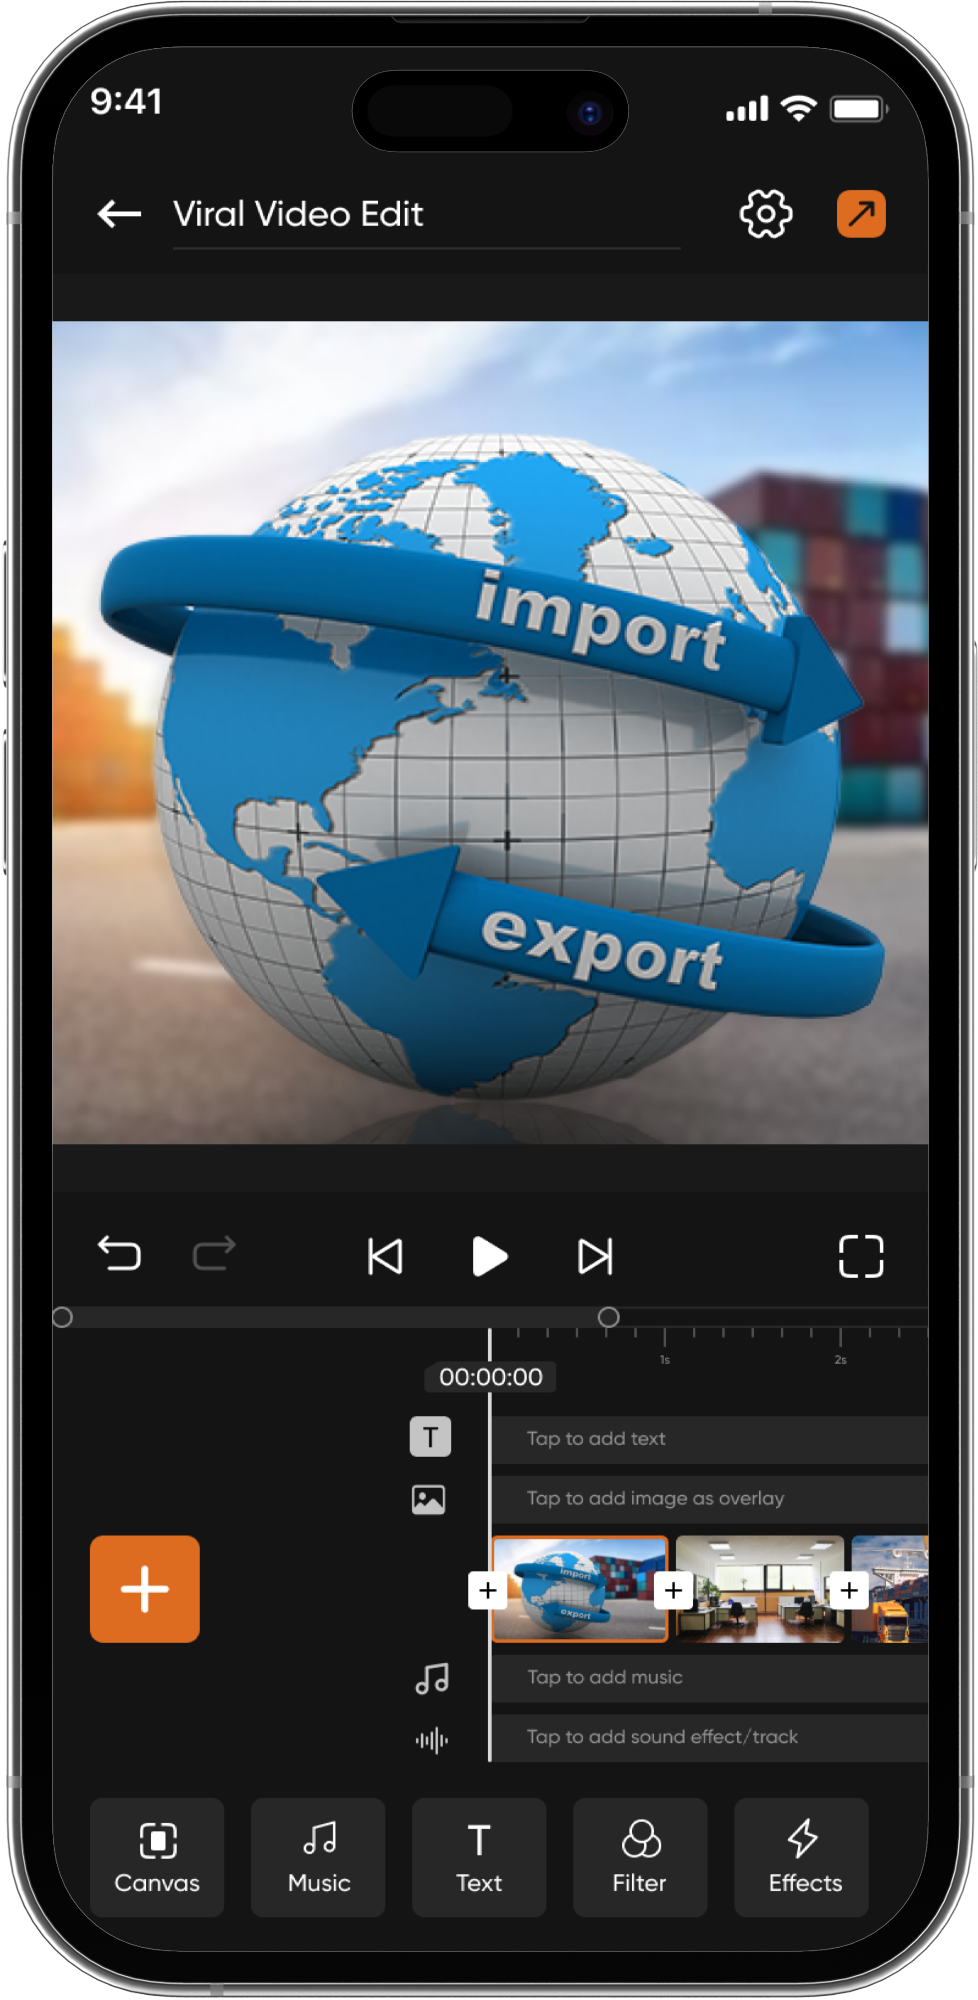 9:41
Viral Video Edit
import
export
1s
2s
00:00:00
T
Tap to add text
Tap to add image as overlay
import
export
Tap to add music
Tap to add sound effect/track
T
Canvas
Music
Text
Filter
Effects